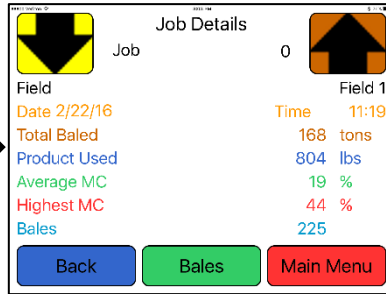 Job Details
Job 0
Field Field 1
Date 2/22/16 Time 11:19
Total Baled 168 tons
Product Used 804 lbs
Average MC 19 %
Highest MC 44 %
Bales 225
Back Bales Main Menu